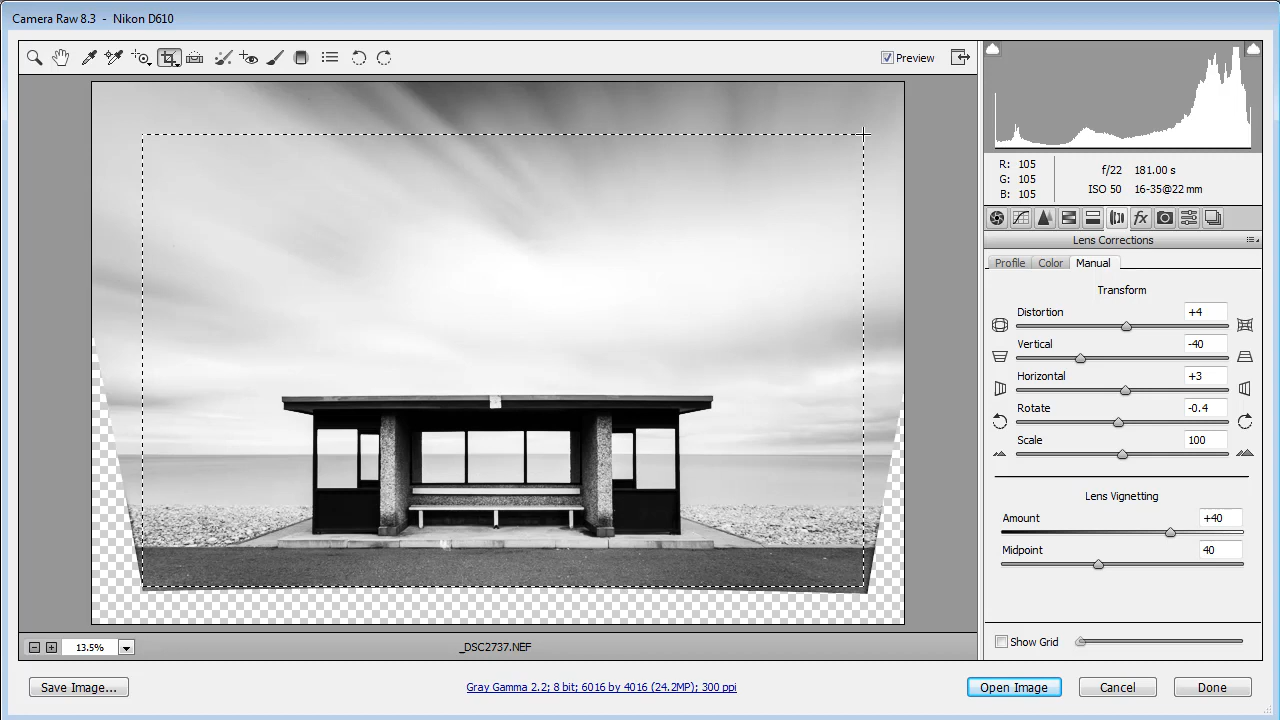 Camera Raw 8.3 - Nikon D610
Preview
R: 105
G: 105
B: 105
f/22 181.00 s
ISO 50 16-35@22 mm
fx
Lens Corrections
Profile Color Manual
Transform
Distortion +4
Vertical -40
Horizontal +3
Rotate -0.4
Scale 100
Lens Vignetting
Amount +40
Midpoint 40
Show Grid
13.5% _DSC2737.NEF
Save Image... Gray Gamma 2.2; 8 bit; 6016 by 4016 (24.2MP); 300 ppi Open Image Cancel Done